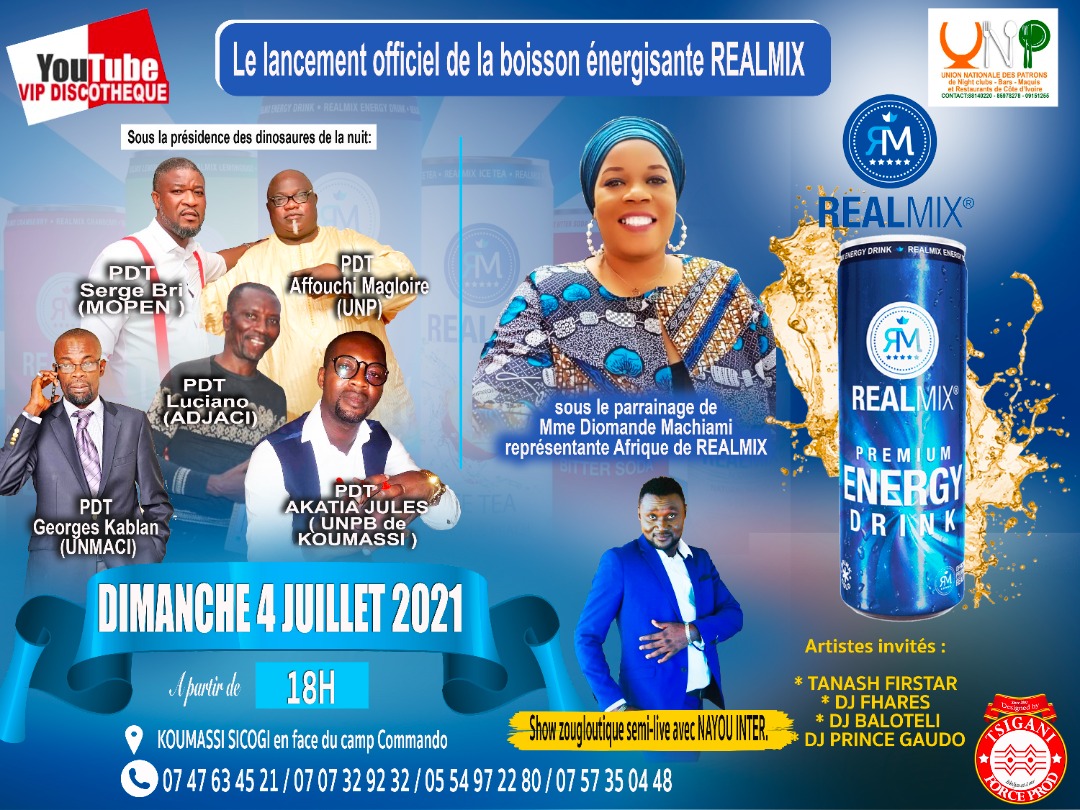 YouTube
VIP DISCOTHEQUE
Le lancement officiel de la boisson énergisante REALMIX
UNP
UNION NATIONALE DES PATRONS
de Night clubs - Bars - Maquis
et Restaurants de Côte d'Ivoire
Sous la présidence des dinosaures de la nuit:
PDT
Serge Bri
(MOPEN )
PDT
Affouchi Magloire
(UNP)
PDT
Luciano
(ADJACI)
PDT
Georges Kablan
(UNMACI)
PDT
AKATIA JULES
( UNPB de
KOUMASSI )
sous le parrainage de
Mme Diomande Machiami
représentante Afrique de REALMIX
RM
REALMIX®
ENERGY DRINK ★ REALMIX ENERGY
RM
REALMIX®
PREMIUM
ENERGY
DRINK
DIMANCHE 4 JUILLET 2021
A partir de 18H
KOUMASSI SICOGI en face du camp Commando
07 47 63 45 21 / 07 07 32 92 32 / 05 54 97 22 80 / 07 57 35 04 48
Show zougloutique semi-live avec NAYOU INTER.
Artistes invités :
* TANASH FIRSTAR
* DJ FHARES
* DJ BALOTELI
* DJ PRINCE GAUDO
Designed by
TSIGANI
FORCE PROD